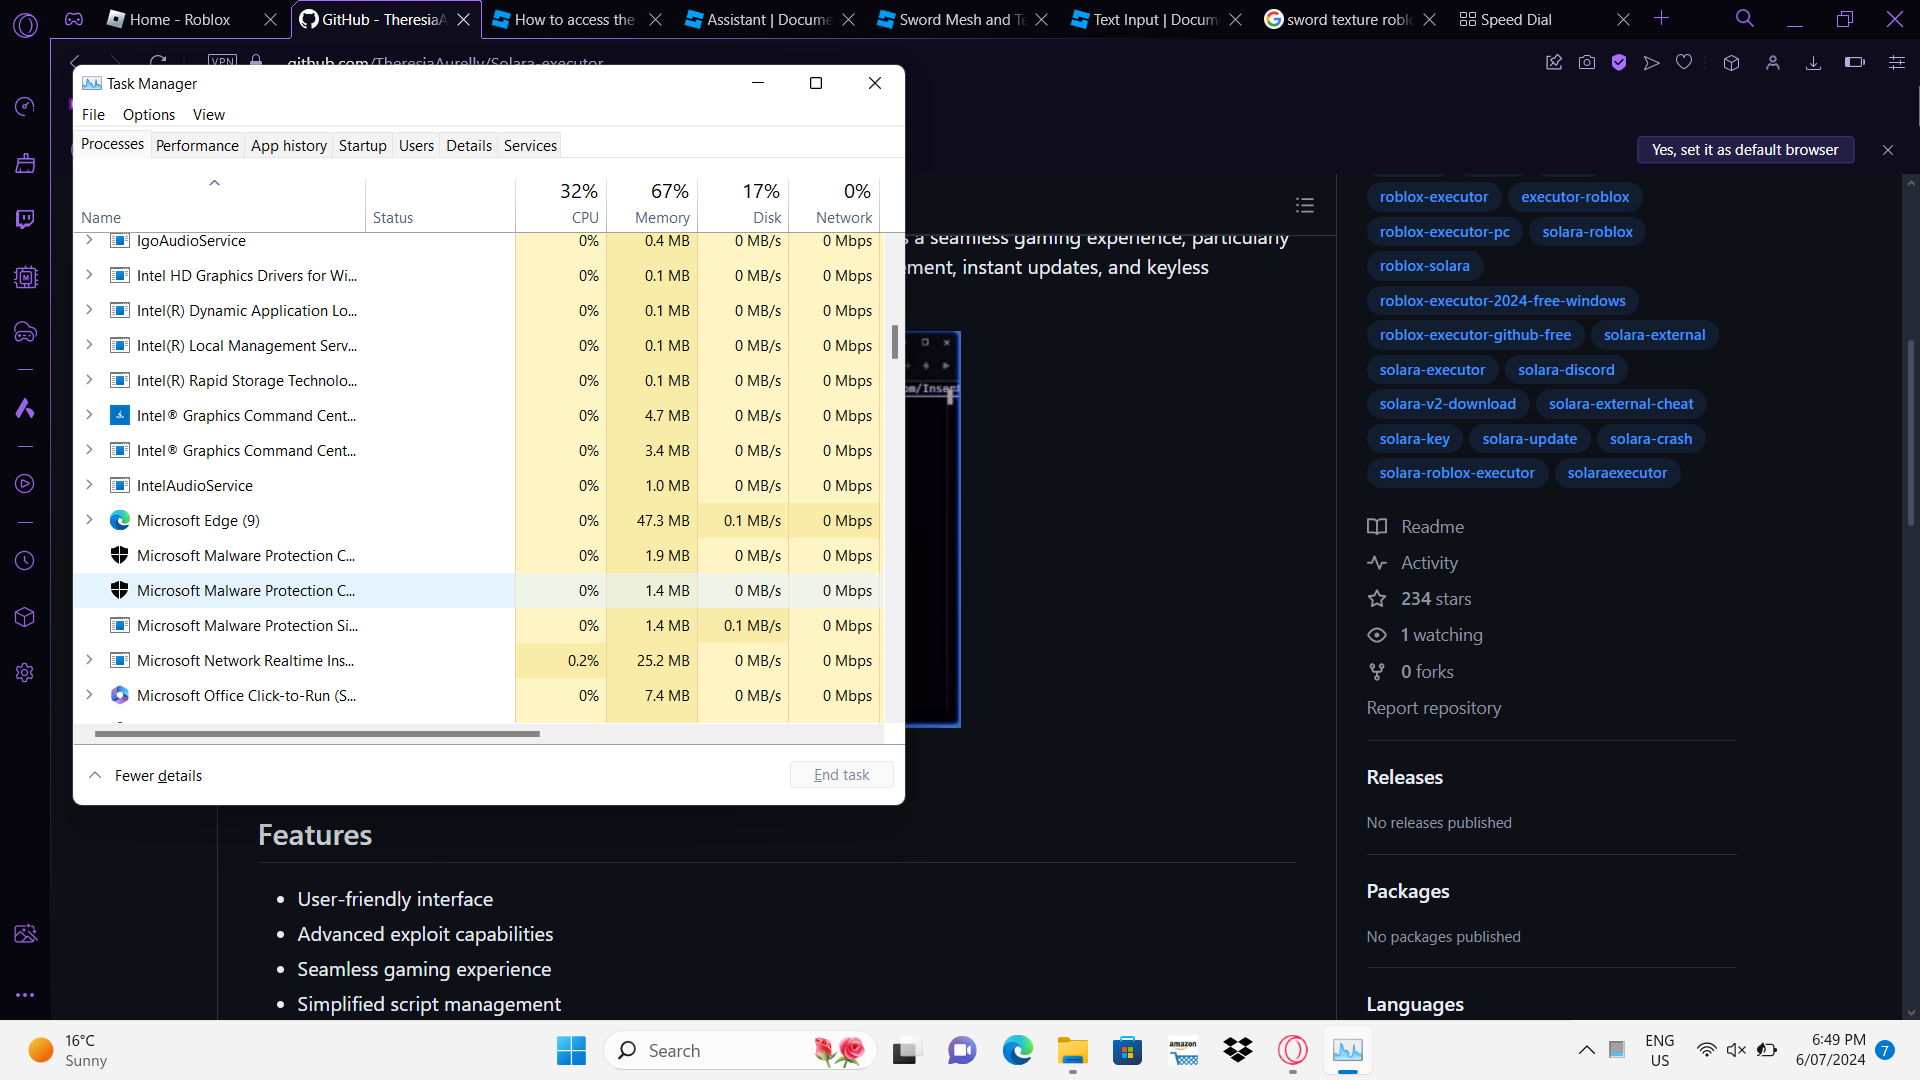 Home - Roblox
GitHub - TheresiaA
How to access the
Assistant | Docume
Sword Mesh and Te
Text Input | Docum
sword texture roblo
Speed Dial
VPN
github.com/TheresiaAurelly/Solara-executor
Yes, set it as default browser
Task Manager
File Options View
Processes Performance App history Startup Users Details Services
32% 67% 17% 0%
Name Status CPU Memory Disk Network
IgoAudioService 0% 0.4 MB 0 MB/s 0 Mbps
Intel HD Graphics Drivers for Wi... 0% 0.1 MB 0 MB/s 0 Mbps
Intel(R) Dynamic Application Lo... 0% 0.1 MB 0 MB/s 0 Mbps
Intel(R) Local Management Serv... 0% 0.1 MB 0 MB/s 0 Mbps
Intel(R) Rapid Storage Technolo... 0% 0.1 MB 0 MB/s 0 Mbps
Intel® Graphics Command Cent... 0% 4.7 MB 0 MB/s 0 Mbps
Intel® Graphics Command Cent... 0% 3.4 MB 0 MB/s 0 Mbps
IntelAudioService 0% 1.0 MB 0 MB/s 0 Mbps
Microsoft Edge (9) 0% 47.3 MB 0.1 MB/s 0 Mbps
Microsoft Malware Protection C... 0% 1.9 MB 0 MB/s 0 Mbps
Microsoft Malware Protection C... 0% 1.4 MB 0 MB/s 0 Mbps
Microsoft Malware Protection Si... 0% 1.4 MB 0.1 MB/s 0 Mbps
Microsoft Network Realtime Ins... 0.2% 25.2 MB 0 MB/s 0 Mbps
Microsoft Office Click-to-Run (S... 0% 7.4 MB 0 MB/s 0 Mbps
Fewer details
End task
s a seamless gaming experience, particularly
ement, instant updates, and keyless
om/Insert
Features
User-friendly interface
Advanced exploit capabilities
Seamless gaming experience
Simplified script management
roblox-executor executor-roblox
roblox-executor-pc solara-roblox
roblox-solara
roblox-executor-2024-free-windows
roblox-executor-github-free solara-external
solara-executor solara-discord
solara-v2-download solara-external-cheat
solara-key solara-update solara-crash
solara-roblox-executor solaraexecutor
Readme
Activity
234 stars
1 watching
0 forks
Report repository
Releases
No releases published
Packages
No packages published
Languages
16°C
Sunny
Search
amazon
ENG
US
6:49 PM
6/07/2024
7